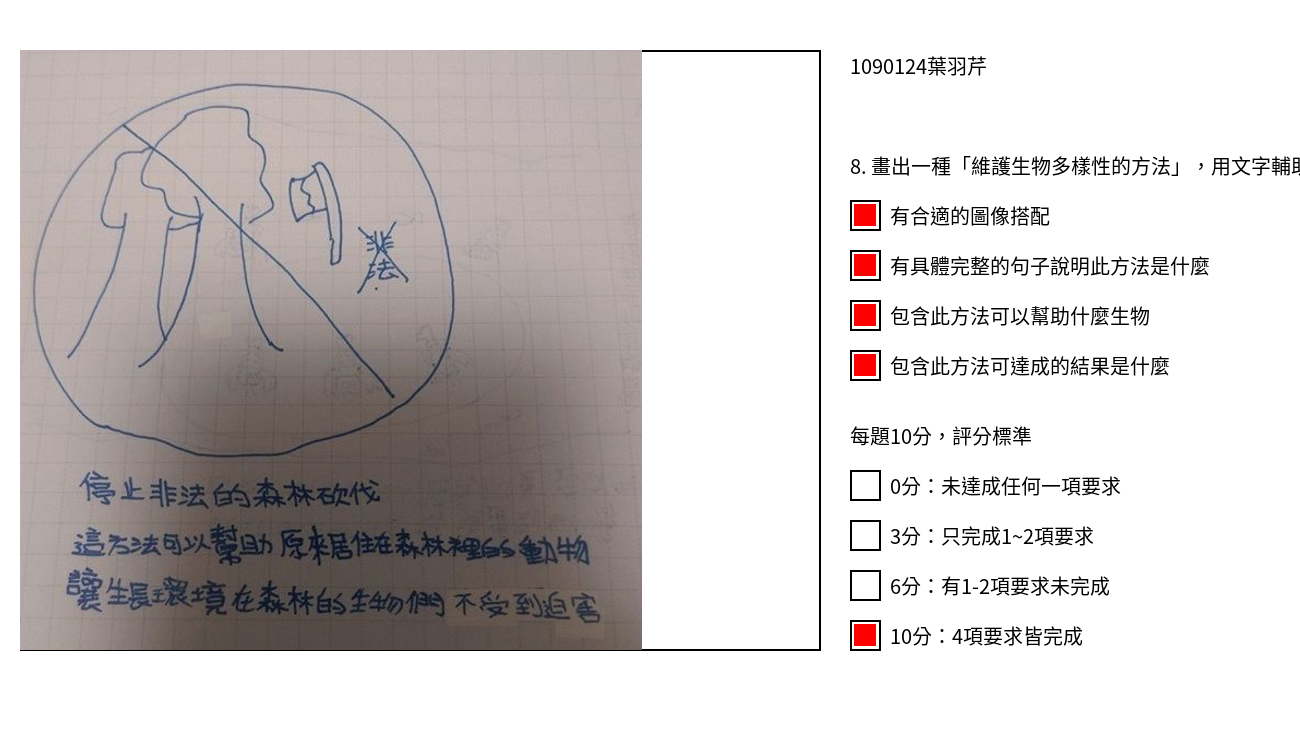 非法
停止非法的森林砍伐
這方法可以幫助原來居住在森林裡的動物
讓生長環境在森林的生物們不受到迫害
1090124葉羽芹
8. 畫出一種「維護生物多樣性的方法」，用文字輔助
有合適的圖像搭配
有具體完整的句子說明此方法是什麼
包含此方法可以幫助什麼生物
包含此方法可達成的結果是什麼
每題10分，評分標準
0分：未達成任何一項要求
3分：只完成1~2項要求
6分：有1-2項要求未完成
10分：4項要求皆完成